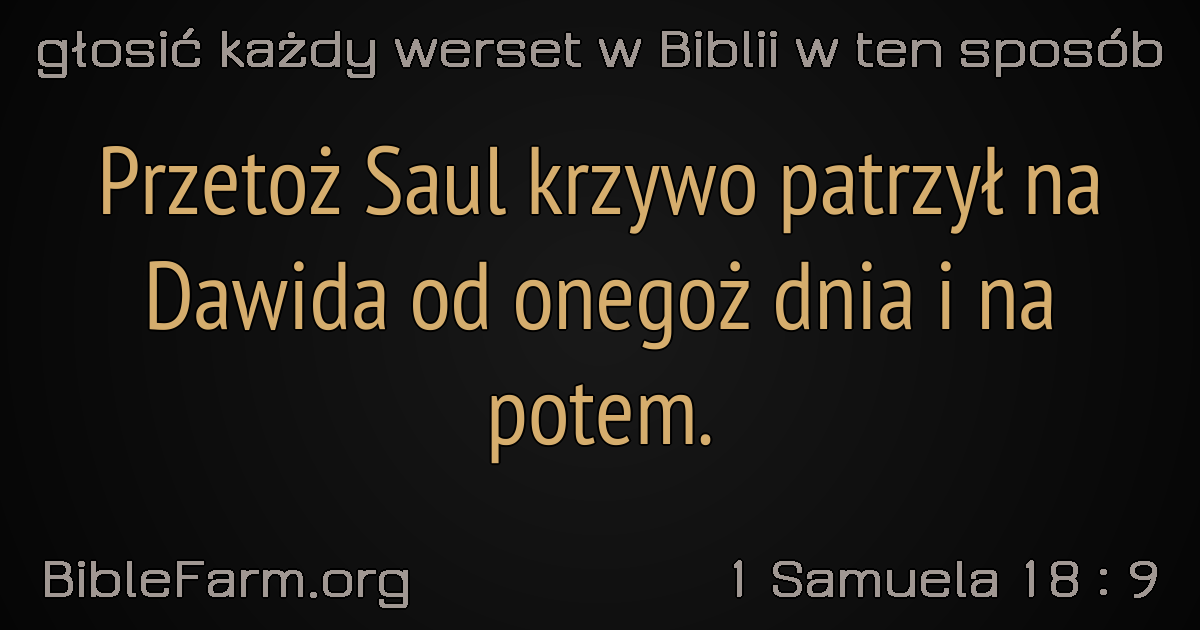 głosić każdy werset w Biblii w ten sposób
Przetoż Saul krzywo patrzył na
Dawida od onegoż dnia i na
potem.
BibleFarm.org
1 Samuela 18 : 9